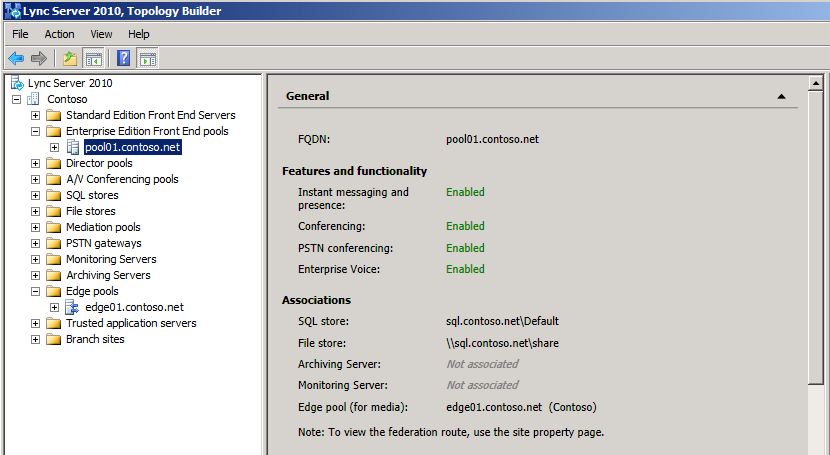 Lync Server 2010, Topology Builder
File Action View Help
Lync Server 2010
Contoso
Standard Edition Front End Servers
Enterprise Edition Front End pools
pool01.contoso.net
Director pools
A/V Conferencing pools
SQL stores
File stores
Mediation pools
PSTN gateways
Monitoring Servers
Archiving Servers
Edge pools
edge01.contoso.net
Trusted application servers
Branch sites
General
FQDN: pool01.contoso.net
Features and functionality
Instant messaging and Enabled
presence:
Conferencing: Enabled
PSTN conferencing: Enabled
Enterprise Voice: Enabled
Associations
SQL store: sql.contoso.net\Default
File store: \\sql.contoso.net\share
Archiving Server: Not associated
Monitoring Server: Not associated
Edge pool (for media): edge01.contoso.net (Contoso)
Note: To view the federation route, use the site property page.